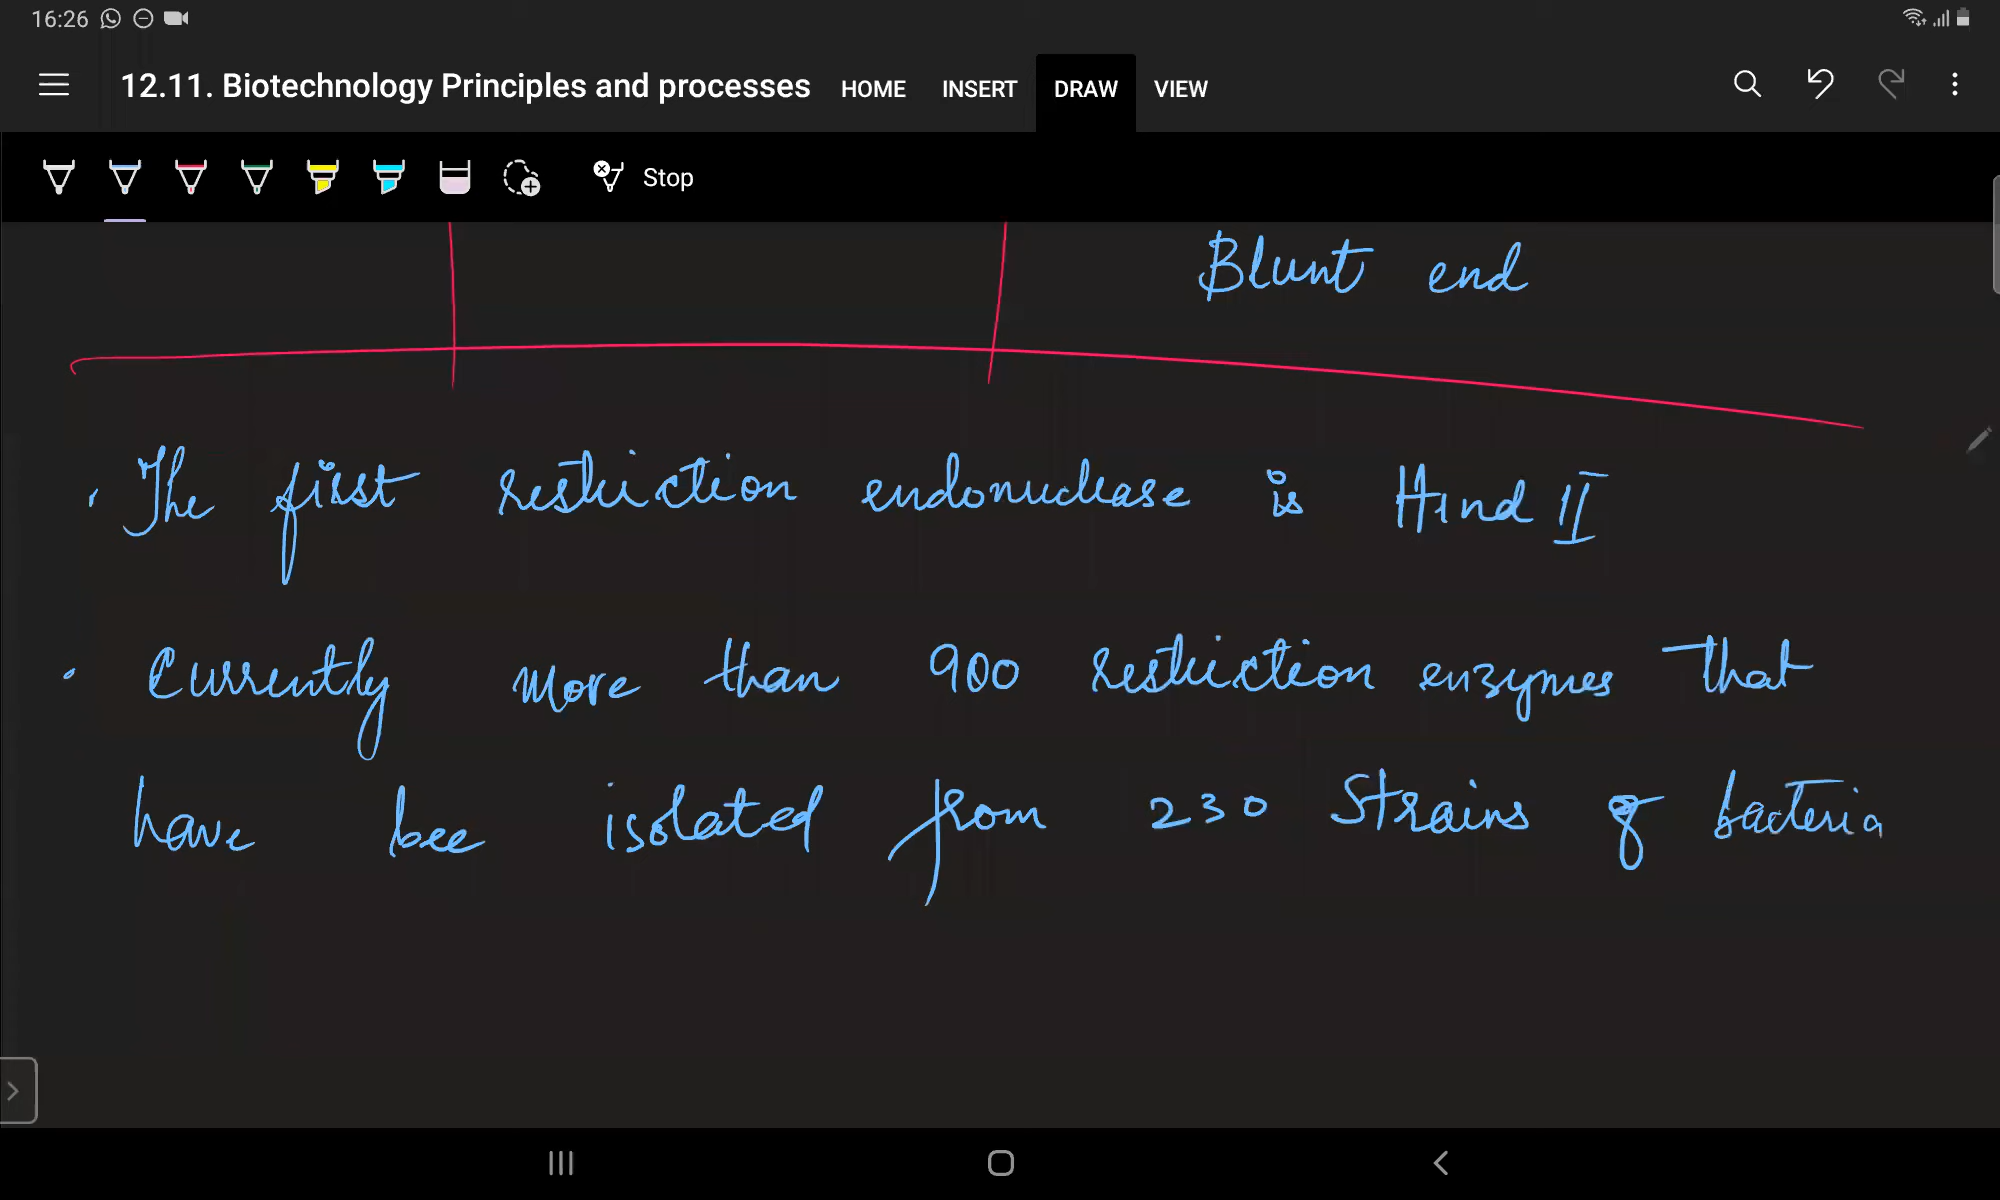 16:26
12.11. Biotechnology Principles and processes HOME INSERT DRAW VIEW
Stop
Blunt end
. The first restriction endonuclease is Hind II
. Currently more than 900 restriction enzymes that
have bee isolated from 230 Strains of bacteria